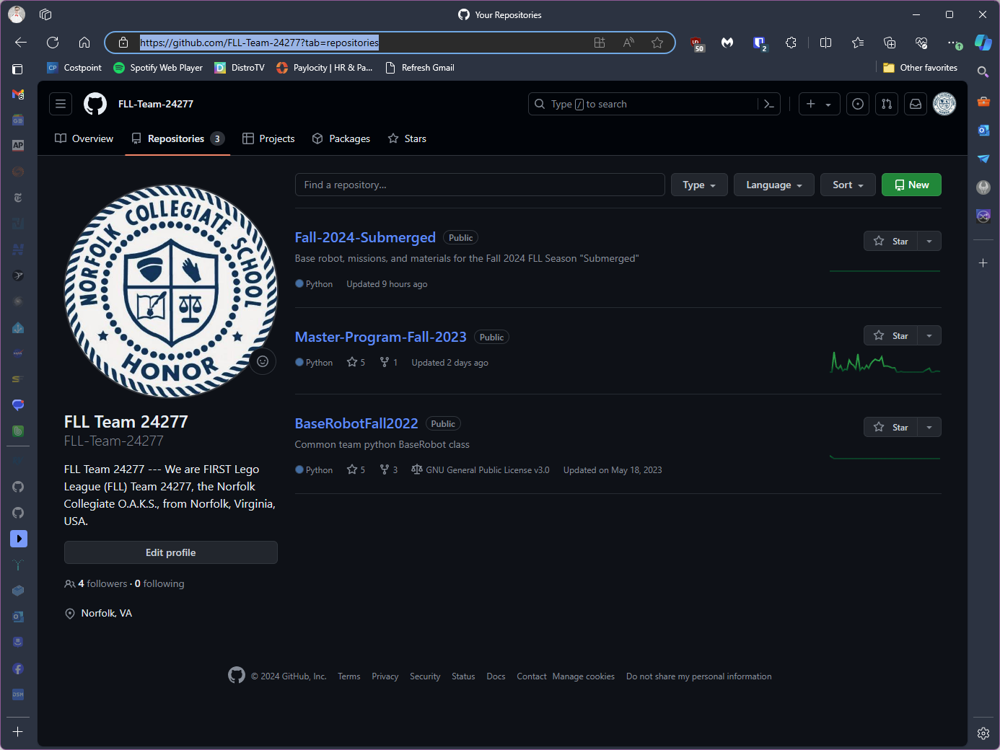 Your Repositories
https://github.com/FLL-Team-24277?tab=repositories
50
2
CP Costpoint
Spotify Web Player
D DistroTV
Paylocity | HR & Pa...
Refresh Gmail
Other favorites
FLL-Team-24277
Type / to search
Overview
Repositories 3
Projects
Packages
Stars
AP
NORFOLK COLLEGIATE SCHOOL
HONOR
Find a repository...
Type
Language
Sort
New
Fall-2024-Submerged Public
Star
Base robot, missions, and materials for the Fall 2024 FLL Season "Submerged"
Python Updated 9 hours ago
Master-Program-Fall-2023 Public
Star
Python 5 1 Updated 2 days ago
BaseRobotFall2022 Public
Star
Common team python BaseRobot class
Python 5 3 GNU General Public License v3.0 Updated on May 18, 2023
FLL Team 24277
FLL-Team-24277
FLL Team 24277 --- We are FIRST Lego
League (FLL) Team 24277, the Norfolk
Collegiate O.A.K.S., from Norfolk, Virginia,
USA.
Edit profile
4 followers · 0 following
Norfolk, VA
DSM
© 2024 GitHub, Inc.
Terms
Privacy
Security
Status
Docs
Contact
Manage cookies
Do not share my personal information